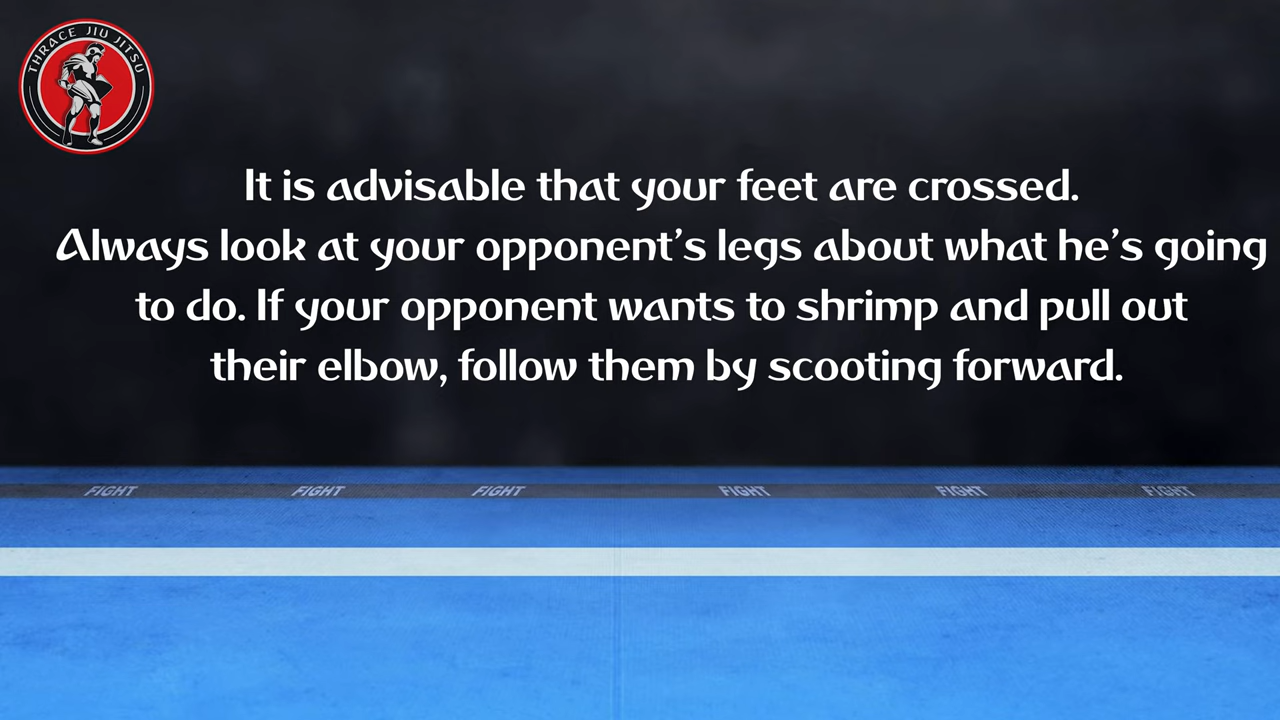 THRACE JIU JITSU
It is advisable that your feet are crossed.
Always look at your opponent's legs about what he's going
to do. If your opponent wants to shrimp and pull out
their elbow, follow them by scooting forward.
FIGHT FIGHT FIGHT FIGHT FIGHT FIGHT